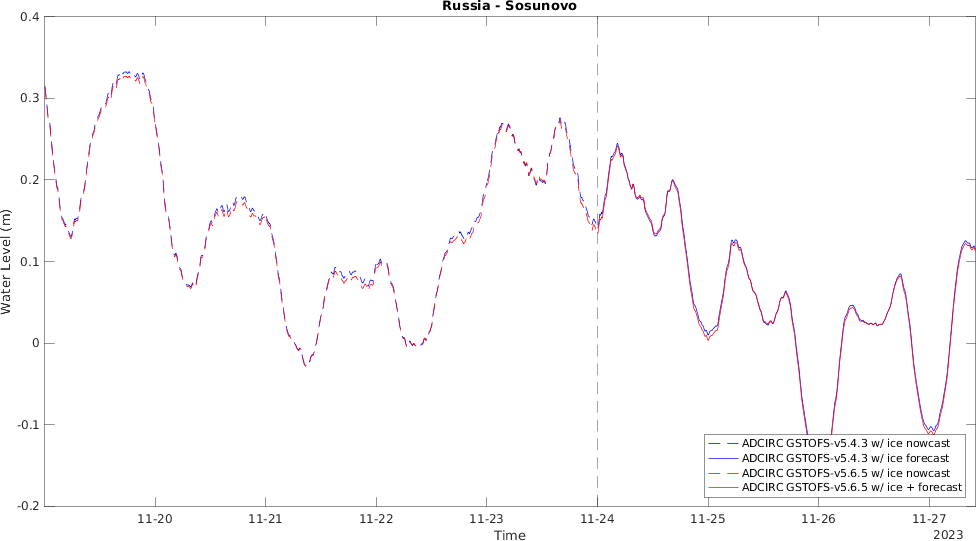 Russia - Sosunovo
0.4
0.3
0.2
0.1
0
-0.1
-0.2
Water Level (m)
ADCIRC GSTOFS-v5.4.3 w/ ice nowcast
ADCIRC GSTOFS-v5.4.3 w/ ice forecast
ADCIRC GSTOFS-v5.6.5 w/ ice nowcast
ADCIRC GSTOFS-v5.6.5 w/ ice + forecast
11-20 11-21 11-22 11-23 11-24 11-25 11-26 11-27
Time
2023